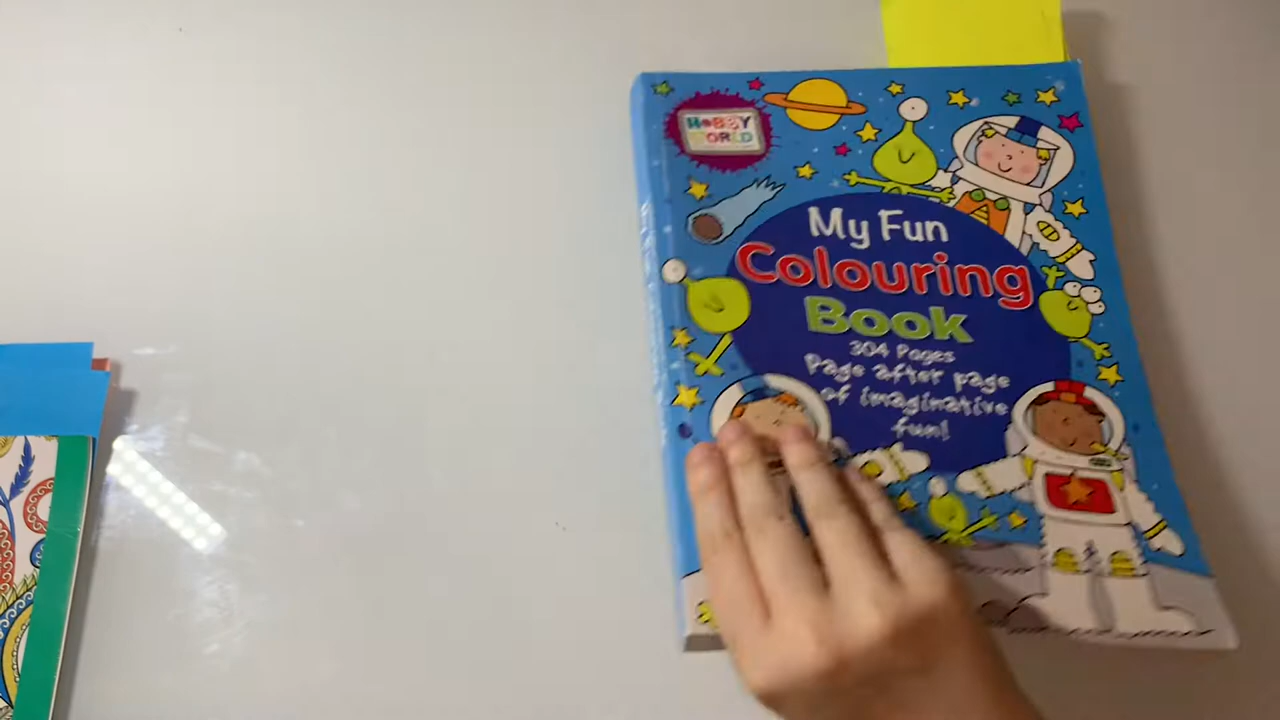 HOBBY
WORLD
My Fun
Colouring
Book
304 Pages
Page after page
of imaginative
fun!